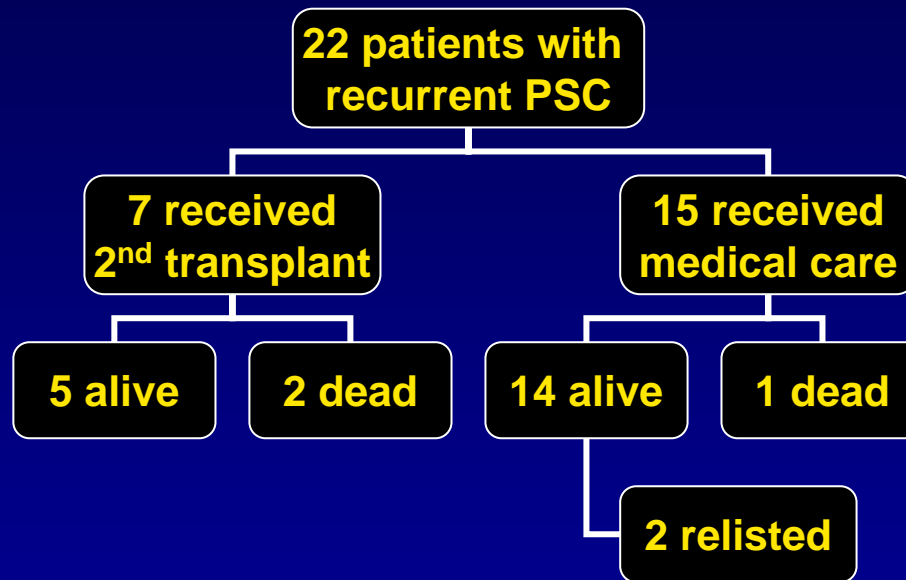 22 patients with
recurrent PSC
7 received
2nd transplant
15 received
medical care
5 alive
2 dead
14 alive
1 dead
2 relisted